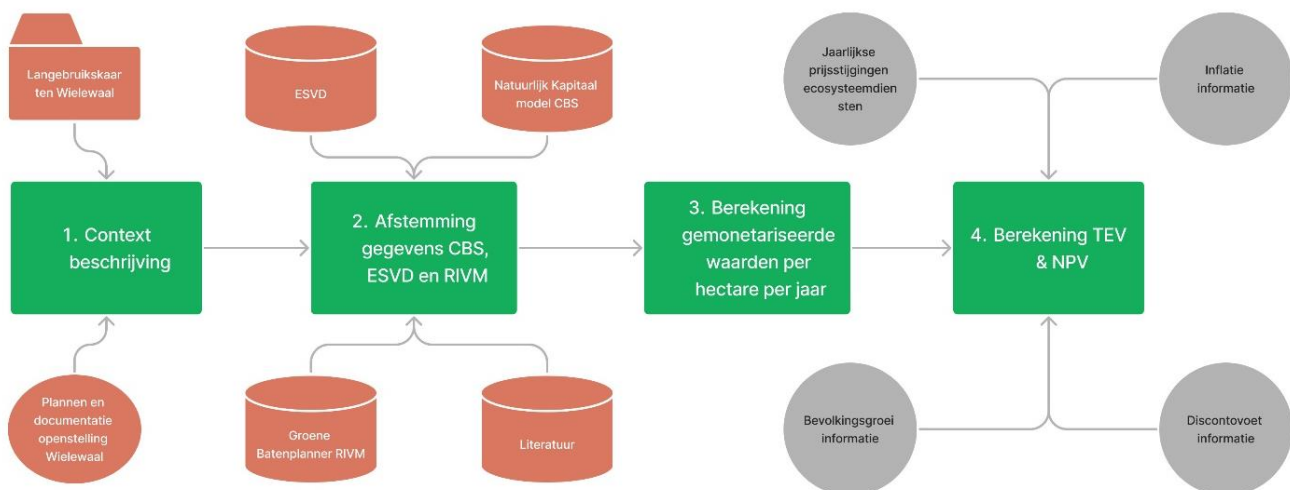 Langebruikskaar
ten Wielewaal
ESVD
Natuurlijk Kapitaal
model CBS
Jaarlijkse
prijsstijgingen
ecosysteemdien
sten
Inflatie
informatie
1. Context
beschrijving
2. Afstemming
gegevens CBS,
ESVD en RIVM
3. Berekening
gemonetariseerde
waarden per
hectare per jaar
4. Berekening TEV
& NPV
Plannen en
documentatie
openstelling
Wielewaal
Groene
Batenplanner RIVM
Literatuur
Bevolkingsgroei
informatie
Discontovoet
informatie